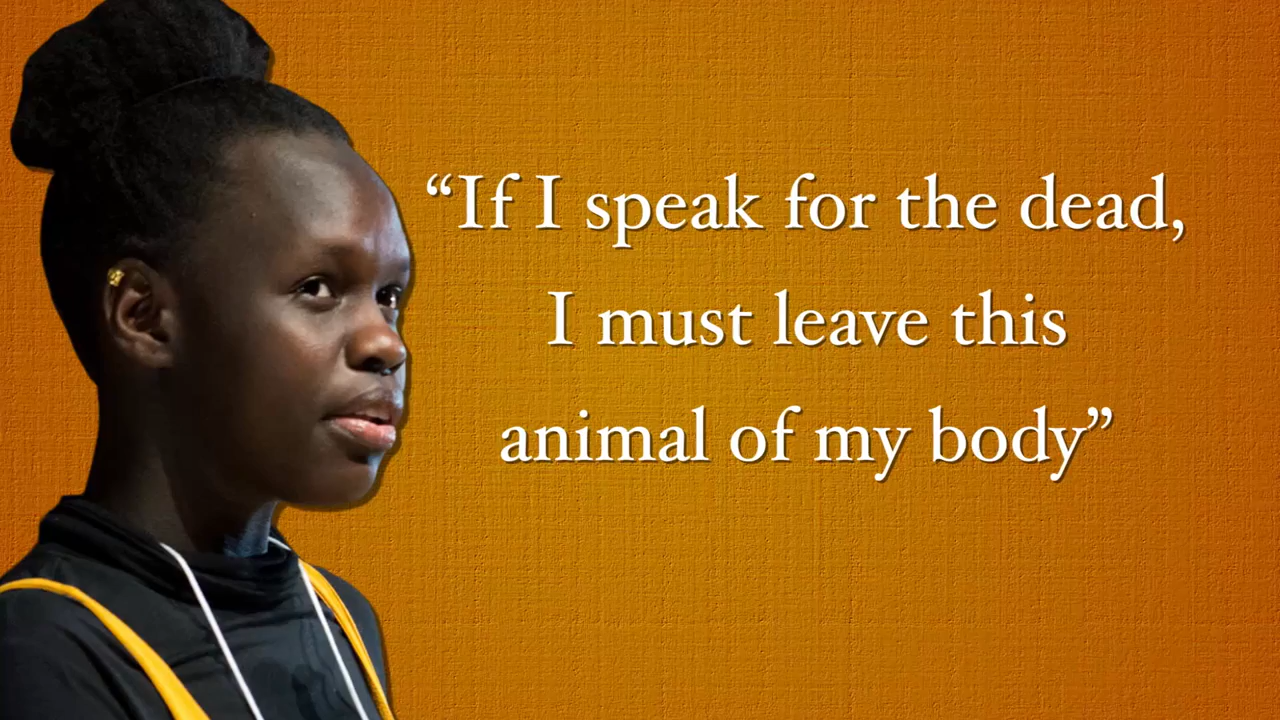 “If I speak for the dead,
I must leave this
animal of my body”